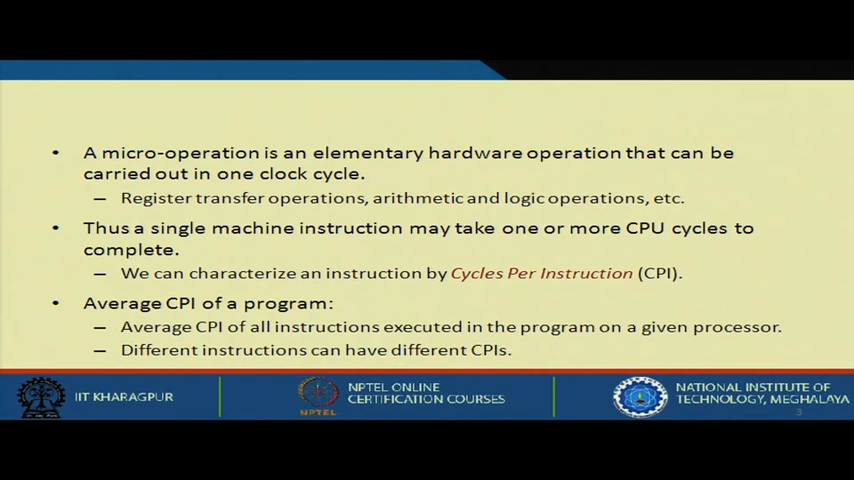 • A micro-operation is an elementary hardware operation that can be
carried out in one clock cycle.
– Register transfer operations, arithmetic and logic operations, etc.
• Thus a single machine instruction may take one or more CPU cycles to
complete.
– We can characterize an instruction by Cycles Per Instruction (CPI).
• Average CPI of a program:
– Average CPI of all instructions executed in the program on a given processor.
– Different instructions can have different CPIs.
IIT KHARAGPUR
NPTEL
NPTEL ONLINE
CERTIFICATION COURSES
NATIONAL INSTITUTE OF
TECHNOLOGY, MEGHALAYA
3